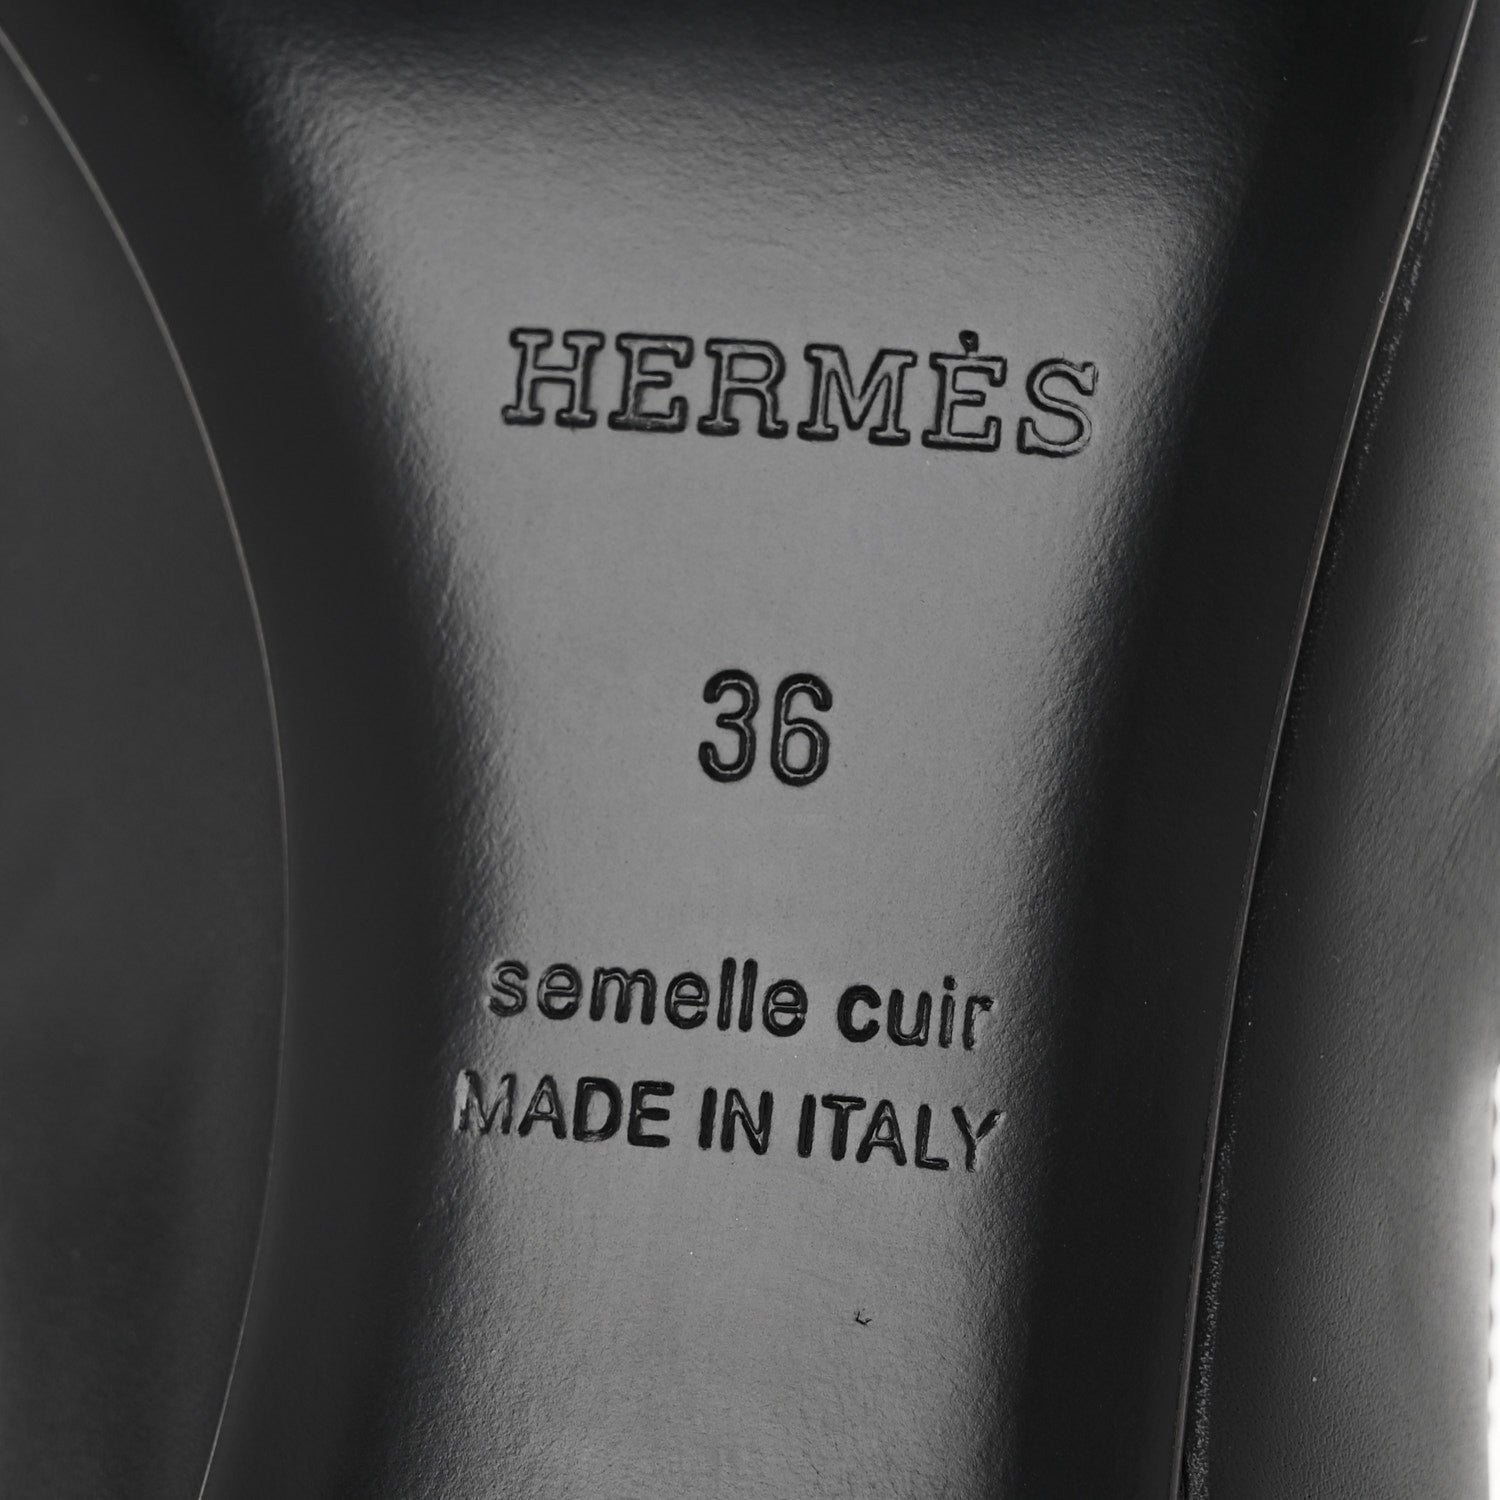 HERMÈS
36
semelle cuir
MADE IN ITALY